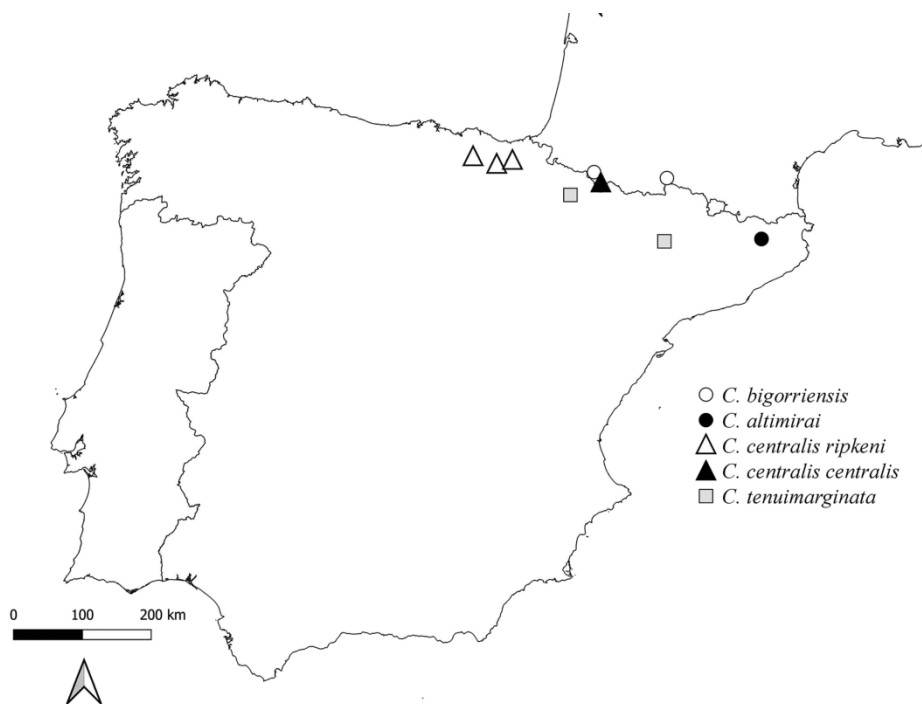 C. bigorriensis
C. altimirai
C. centralis ripkeni
C. centralis centralis
C. tenuimarginata
0 100 200 km